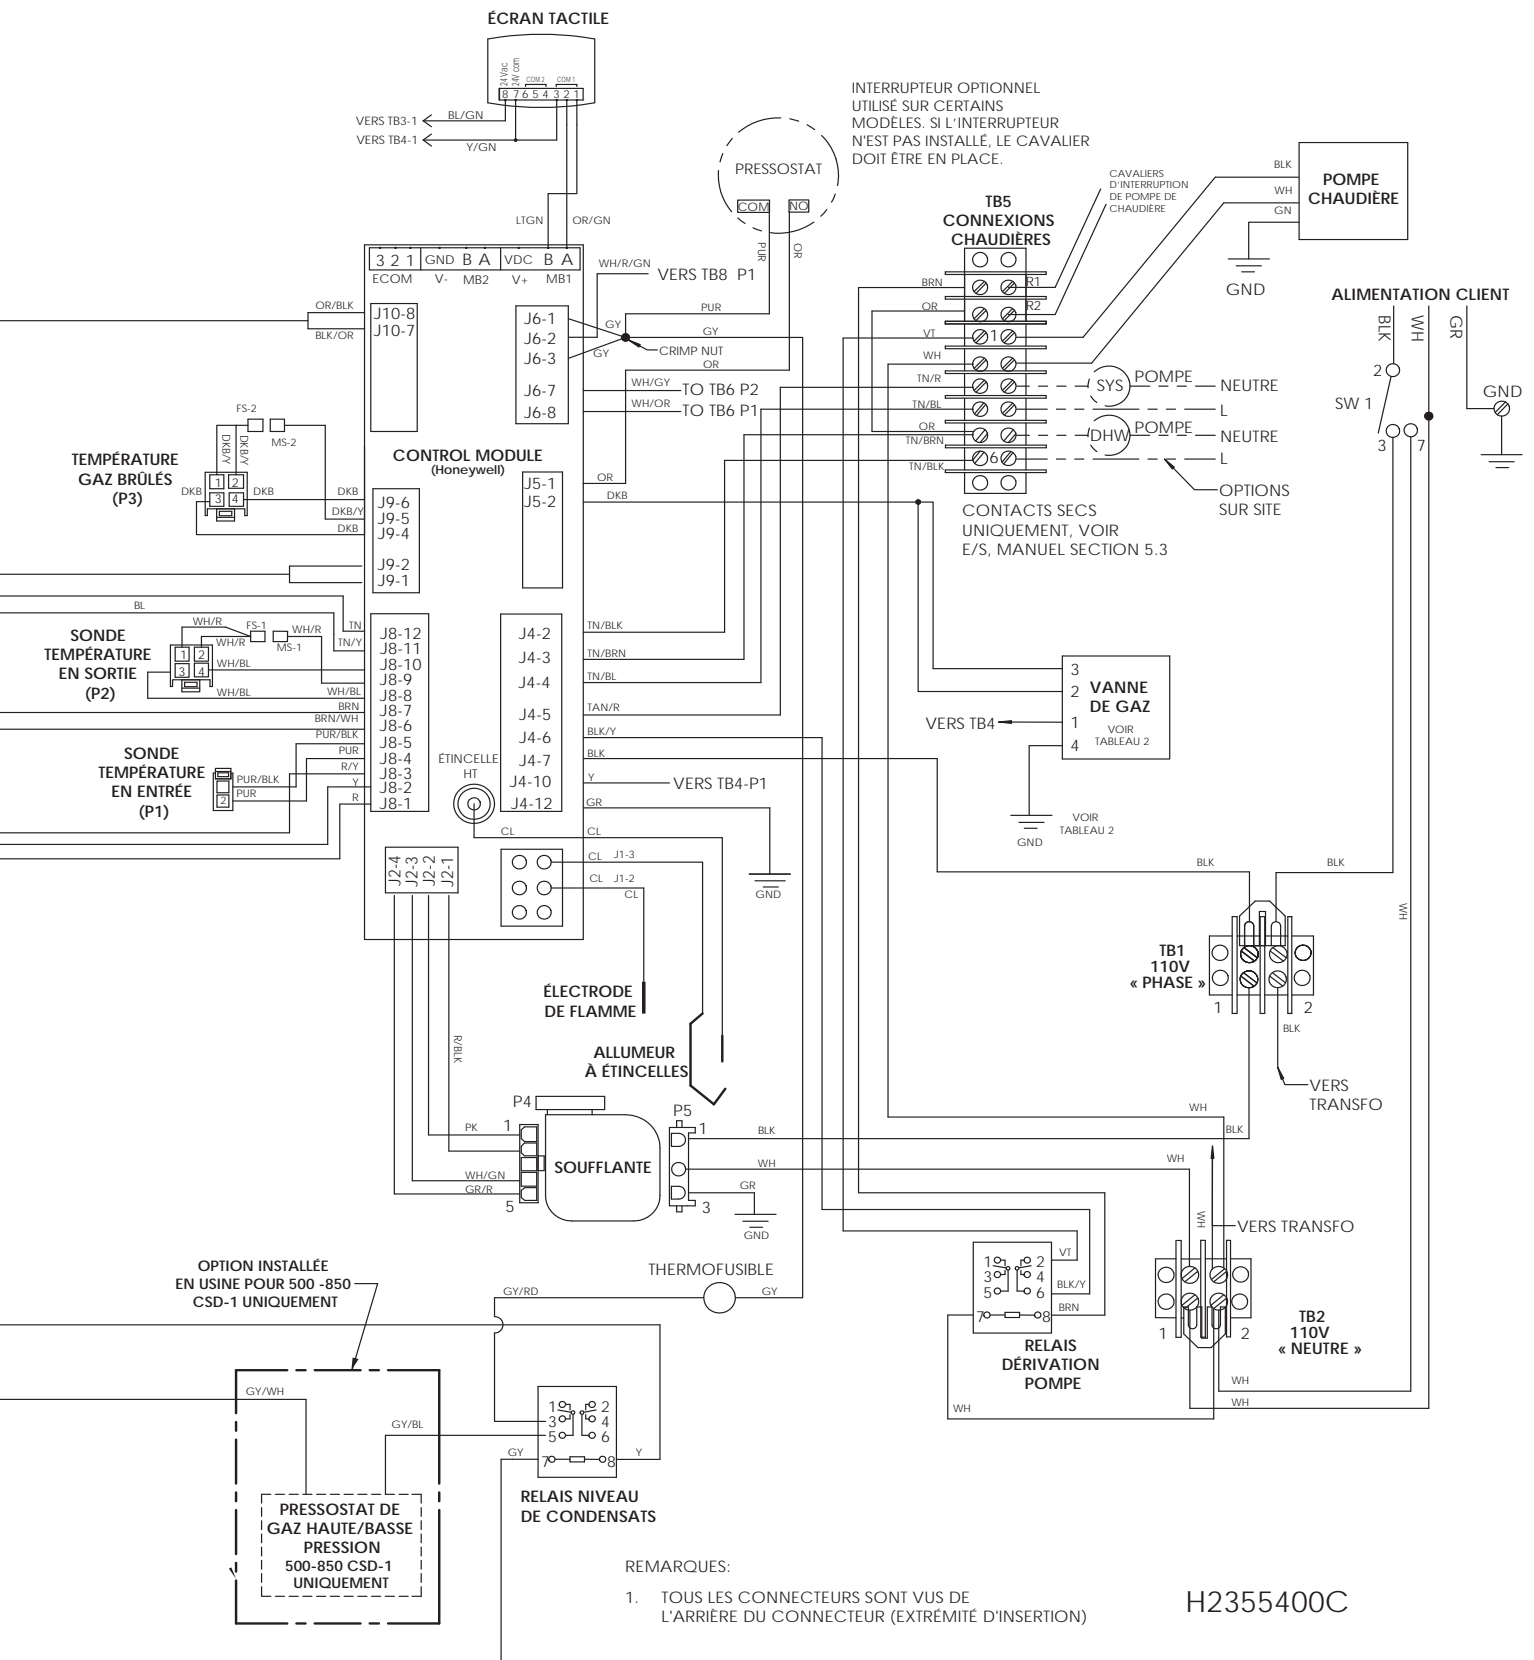 ÉCRAN TACTILE
24Vac
24V com
COM 2
COM 1
8 7 6 5 4 3 2 1
VERS TB3-1
BL/GN
VERS TB4-1
Y/GN
LTGN
OR/GN
INTERRUPTEUR OPTIONNEL
UTILISÉ SUR CERTAINS
MODÈLES. SI L'INTERRUPTEUR
N'EST PAS INSTALLÉ, LE CAVALIER
DOIT ÊTRE EN PLACE.
PRESSOSTAT
COM
NO
PUR
OR
CAVALIERS
D'INTERRUPTION
DE POMPE DE
CHAUDIÈRE
TB5
CONNEXIONS
CHAUDIÈRES
BLK
WH
GN
POMPE
CHAUDIÈRE
GND
ALIMENTATION CLIENT
BLK
WH
GR
2
SW 1
3
7
GND
3 2 1
GND B A
VDC B A
ECOM
V-
MB2
V+
MB1
WH/R/GN
VERS TB8 P1
OR/BLK
BLK/OR
J10-8
J10-7
J6-1
J6-2
J6-3
J6-7
J6-8
GY
GY
PUR
GY
CRIMP NUT
OR
WH/GY
TO TB6 P2
WH/OR
TO TB6 P1
BRN
R1
OR
R2
VT
1
WH
TN/R
TN/BL
OR
TN/BRN
TN/BLK
6
SYS
POMPE
NEUTRE
L
DHW
POMPE
NEUTRE
L
OPTIONS
SUR SITE
CONTACTS SECS
UNIQUEMENT, VOIR
E/S, MANUEL SECTION 5.3
CONTROL MODULE
(Honeywell)
FS-2
MS-2
DKB/Y
DKB/Y
TEMPÉRATURE
GAZ BRÛLÉS
(P3)
1 2
3 4
DKB
DKB
DKB
DKB/Y
DKB
J9-6
J9-5
J9-4
J9-2
J9-1
J5-1
J5-2
OR
DKB
BL
SONDE
TEMPÉRATURE
EN SORTIE
(P2)
WH/R
FS-1
WH/R
WH/R
MS-1
1 2
3 4
WH/BL
WH/BL
TN
TN/Y
WH/BL
BRN
BRN/WH
PUR/BLK
PUR
R/Y
Y
R
J8-12
J8-11
J8-10
J8-9
J8-8
J8-7
J8-6
J8-5
J8-4
J8-3
J8-2
J8-1
SONDE
TEMPÉRATURE
EN ENTRÉE
(P1)
2
PUR/BLK
PUR
ÉTINCELLE
HT
J4-2
J4-3
J4-4
J4-5
J4-6
J4-7
J4-10
J4-12
TN/BLK
TN/BRN
TN/BL
TAN/R
BLK/Y
BLK
Y
VERS TB4-P1
GR
GND
3
2
1
4
VANNE
DE GAZ
VOIR
TABLEAU 2
VERS TB4
GND
VOIR
TABLEAU 2
CL
CL
CL J1-3
CL J1-2
CL
J2-4
J2-3
J2-2
J2-1
BLK
BLK
WH
TB1
110V
« PHASE »
1
2
BLK
VERS
TRANSFO
ÉLECTRODE
DE FLAMME
ALLUMEUR
À ÉTINCELLES
R/BLK
P4
PK
1
WH/GN
GR/R
5
SOUFFLANTE
P5
1
3
BLK
WH
GR
GND
WH
BLK
WH
WH
VERS TRANSFO
1
2
TB2
110V
« NEUTRE »
WH
WH
WH
1 2
3 4
5 6
7 8
VT
BLK/Y
BRN
RELAIS
DÉRIVATION
POMPE
THERMOFUSIBLE
GY/RD
GY
OPTION INSTALLÉE
EN USINE POUR 500 -850
CSD-1 UNIQUEMENT
GY/WH
GY/BL
PRESSOSTAT DE
GAZ HAUTE/BASSE
PRESSION
500-850 CSD-1
UNIQUEMENT
1 2
3 4
5 6
7 8
GY
Y
RELAIS NIVEAU
DE CONDENSATS
REMARQUES:
1. TOUS LES CONNECTEURS SONT VUS DE
L'ARRIÈRE DU CONNECTEUR (EXTRÉMITÉ D'INSERTION)
H2355400C